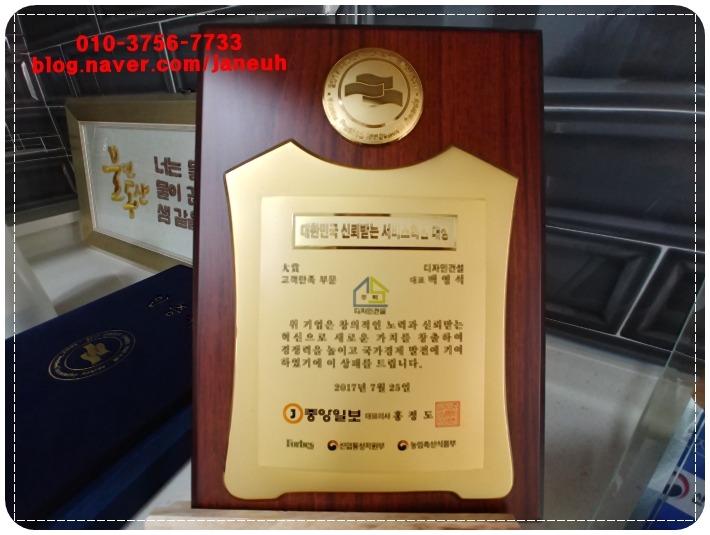 010-3756-7733
blog.naver.com/janeuh
너는
물이
샘 같
대한민국 신뢰받는 서비스 대상
大賞 디자인건설
고객만족 부문 대표 백영석
디자인건설
위 기업은 창의적인 노력과 신뢰받는
혁신으로 새로운 가치를 창출하여
경쟁력을 높이고 국가경제 발전에 기여
하였기에 이 상패를 드립니다.
2017년 7월 25일
중앙일보 대표이사 홍정도
Forbes 산업통상자원부 농림축산식품부